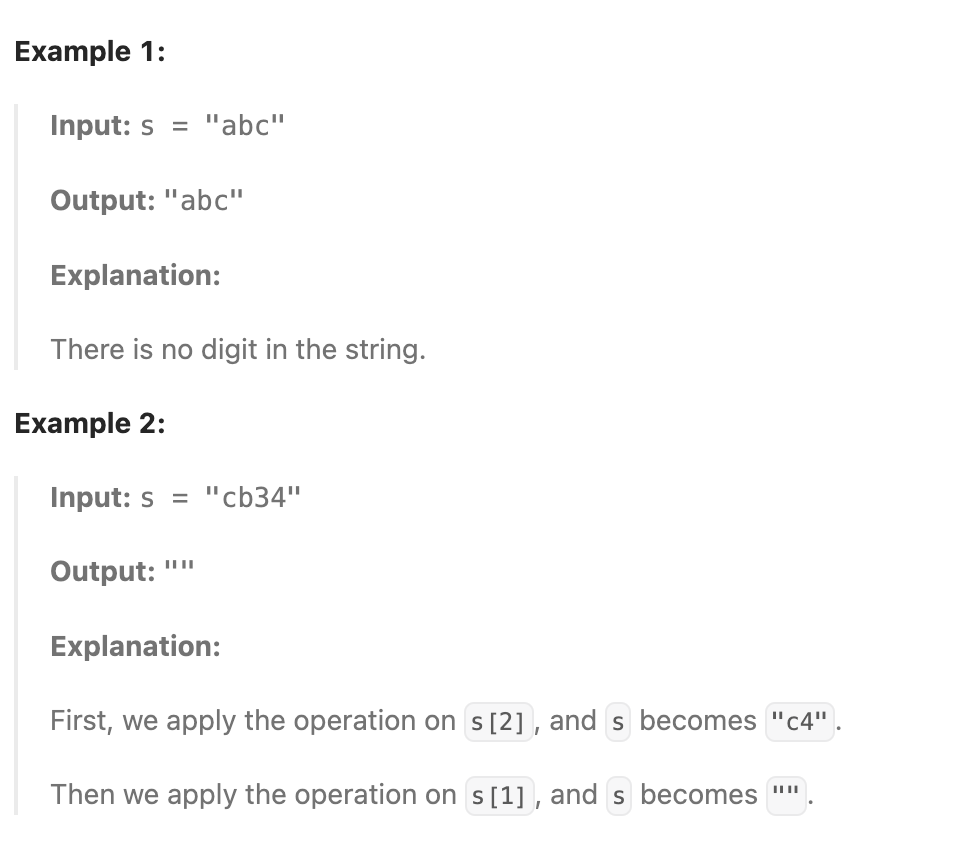 Example 1:
Input: s = "abc"
Output: "abc"
Explanation:
There is no digit in the string.
Example 2:
Input: s = "cb34"
Output: ""
Explanation:
First, we apply the operation on s[2], and s becomes "c4".
Then we apply the operation on s[1], and s becomes "".